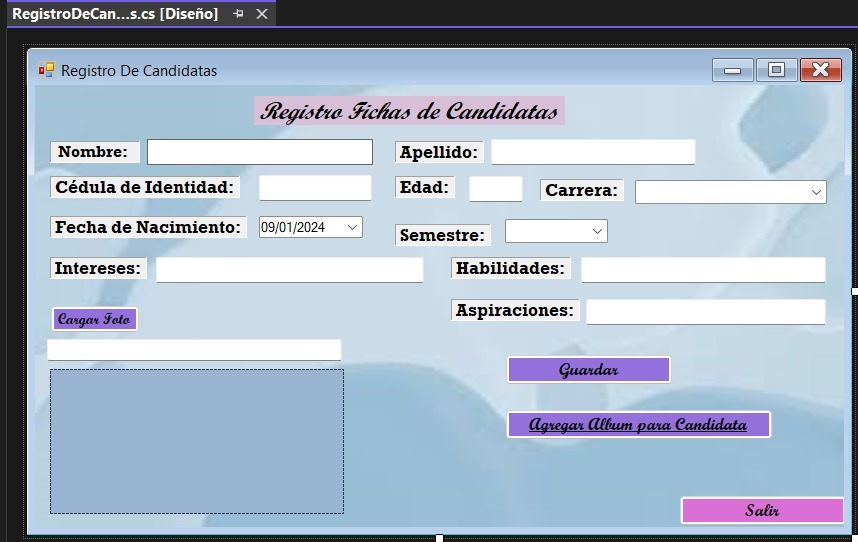 RegistroDeCan...s.cs [Diseño]
Registro De Candidatas
Registro Fichas de Candidatas
Nombre:
Apellido:
Cédula de Identidad:
Edad:
Carrera:
Fecha de Nacimiento:
09/01/2024
Semestre:
Intereses:
Habilidades:
Aspiraciones:
Cargar Foto
Guardar
Agregar Album para Candidata
Salir